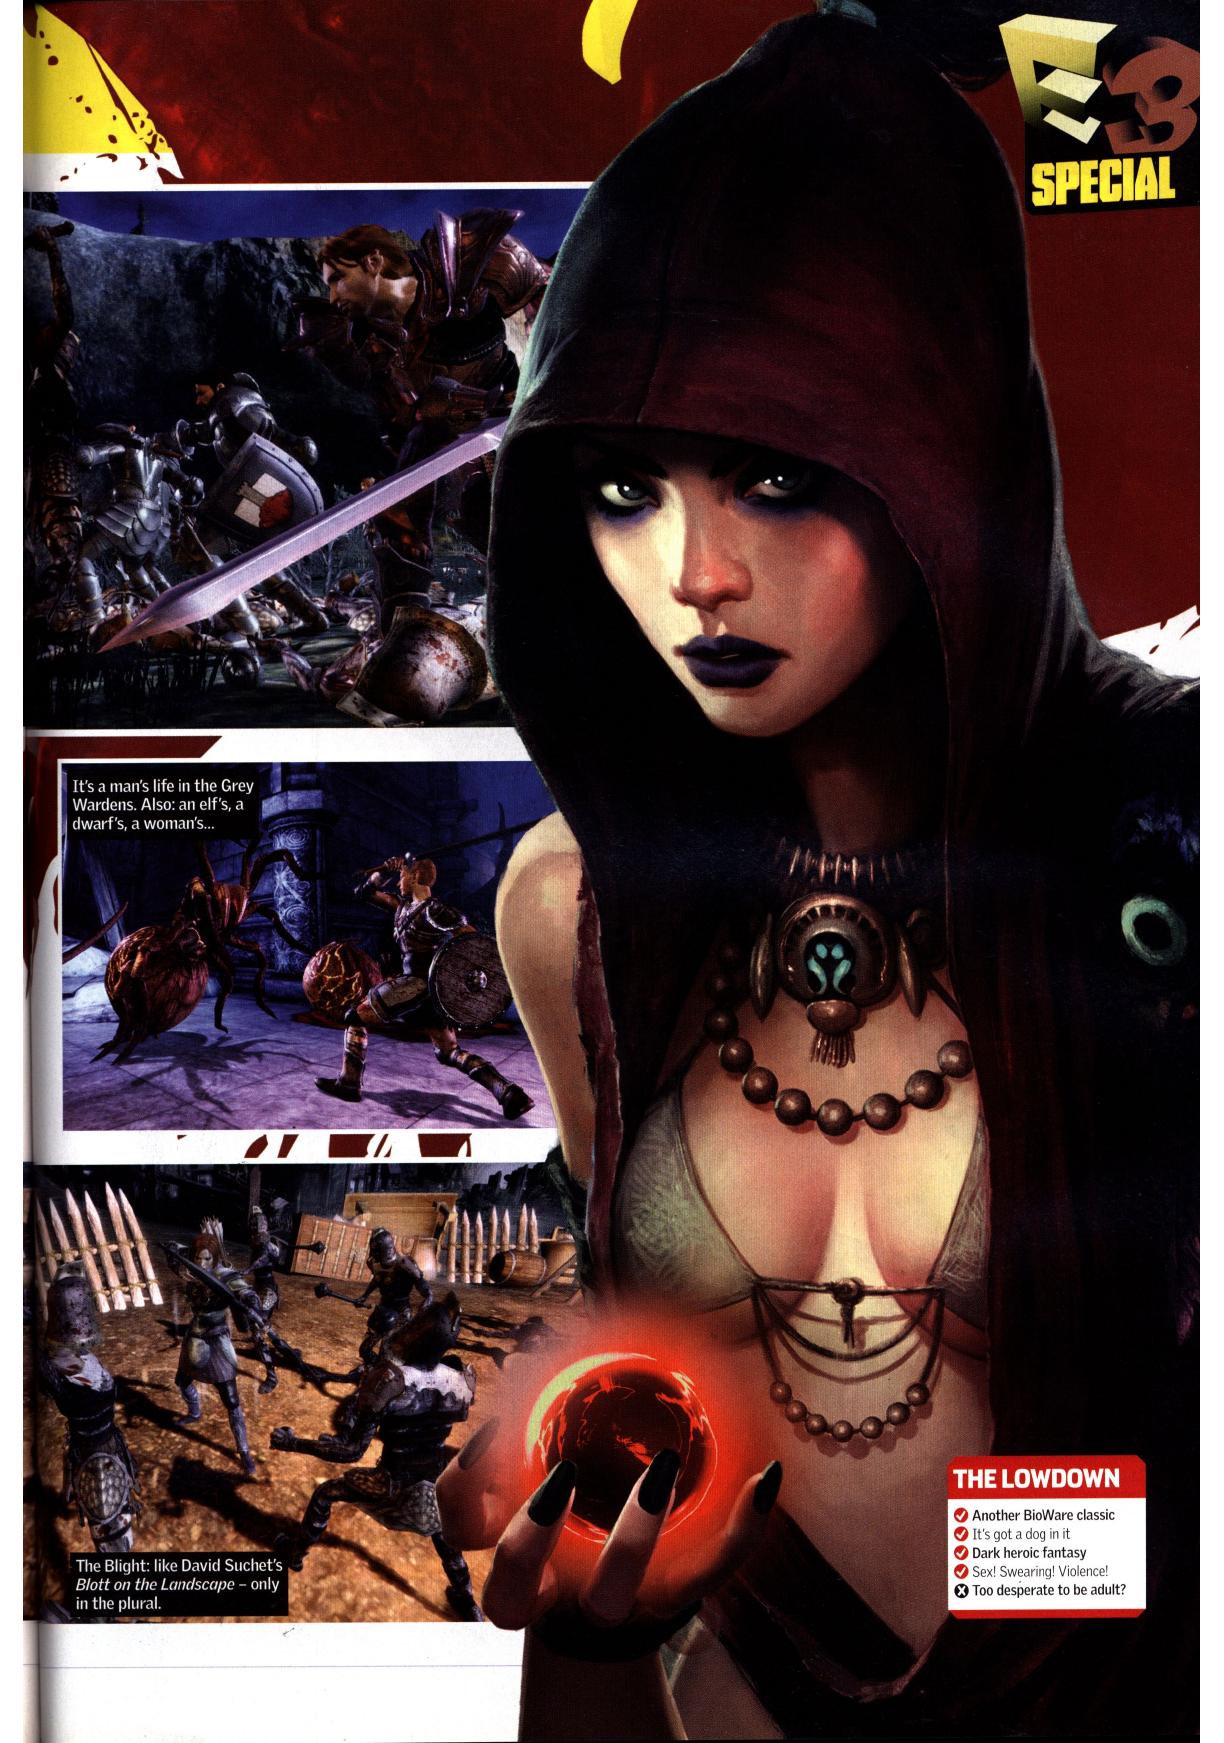 E3
SPECIAL
It's a man's life in the Grey
Wardens. Also: an elf's, a
dwarf's, a woman's...
The Blight: like David Suchet's
Blott on the Landscape – only
in the plural.
THE LOWDOWN
Another BioWare classic
It's got a dog in it
Dark heroic fantasy
Sex! Swearing! Violence!
Too desperate to be adult?